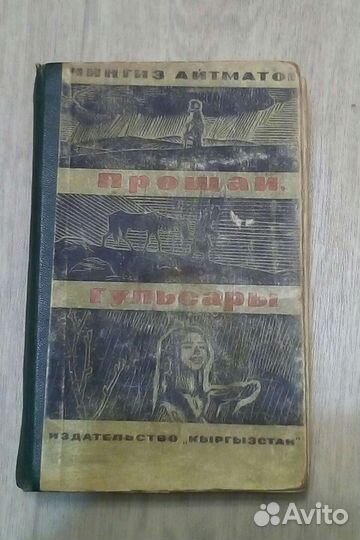 ЧИНГИЗ АЙТМАТОВ
Прощай,
Гульсары
ИЗДАТЕЛЬСТВО „КЫРГЫЗСТАН"
Avito